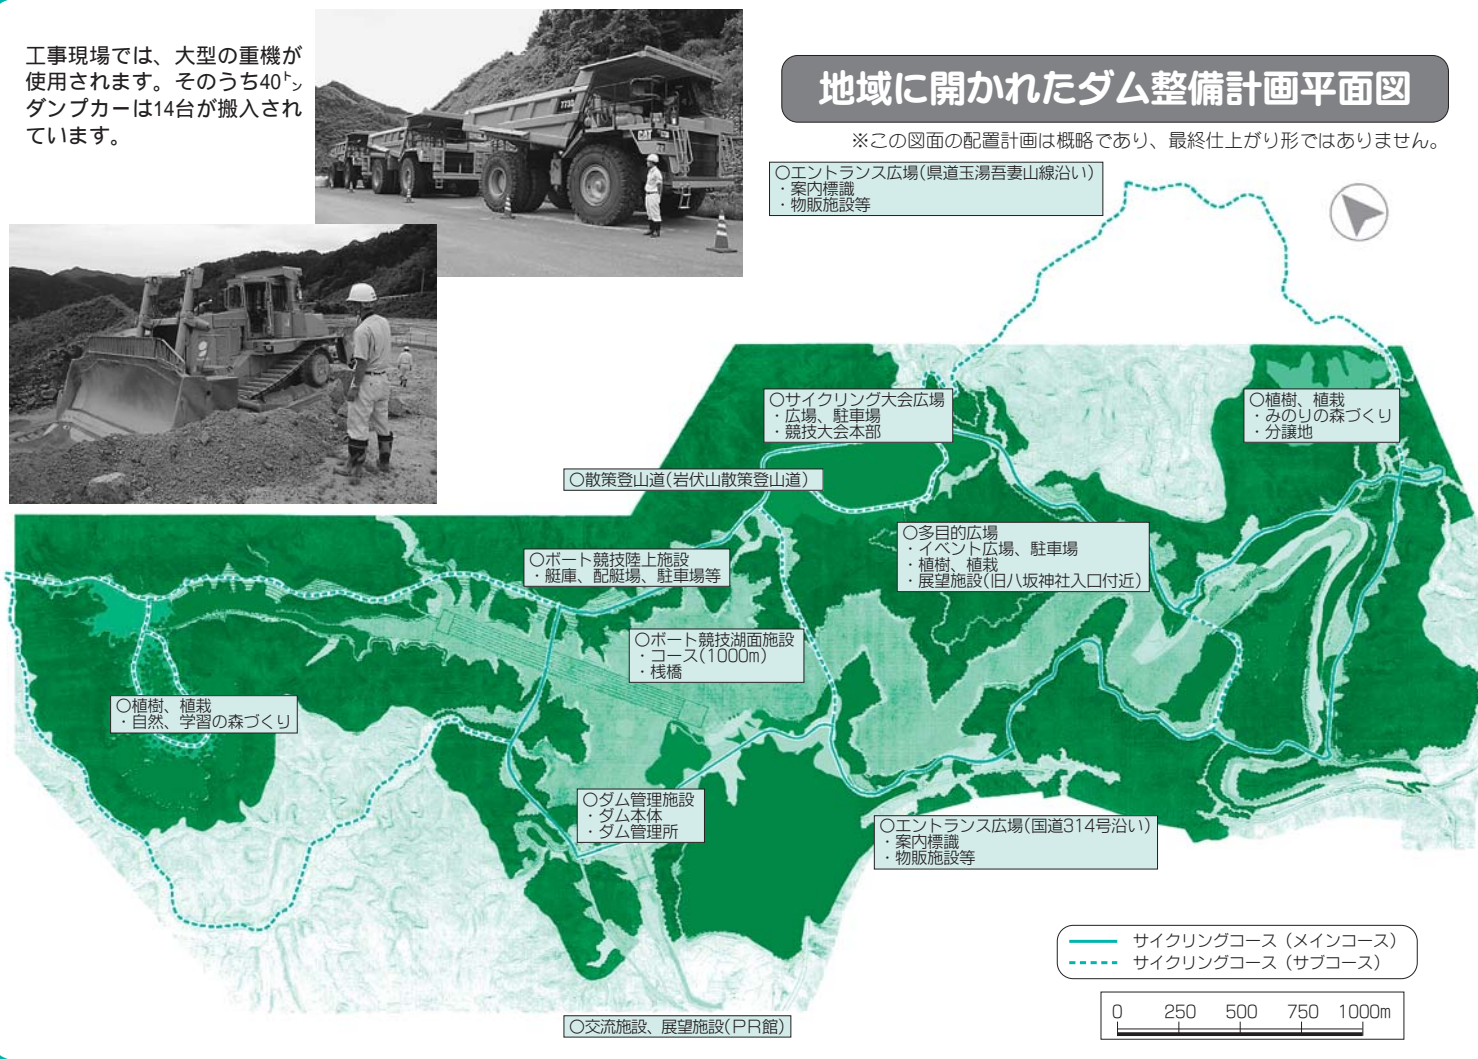 工事現場では、大型の重機が
使用されます。そのうち40㌧
ダンプカーは14台が搬入され
ています。
地域に開かれたダム整備計画平面図
※この図面の配置計画は概略であり、最終仕上がり形ではありません。
○エントランス広場(県道玉湯吾妻山線沿い)
・案内標識
・物販施設等
○サイクリング大会広場
・広場、駐車場
・競技大会本部
○植樹、植栽
・みのりの森づくり
・分譲地
○散策登山道(岩伏山散策登山道)
○多目的広場
・イベント広場、駐車場
・植樹、植栽
・展望施設(旧八坂神社入口付近)
○ボート競技陸上施設
・艇庫、配艇場、駐車場等
○ボート競技湖面施設
・コース(1000m)
・桟橋
○植樹、植栽
・自然、学習の森づくり
○ダム管理施設
・ダム本体
・ダム管理所
○エントランス広場(国道314号沿い)
・案内標識
・物販施設等
サイクリングコース（メインコース）
サイクリングコース（サブコース）
0 250 500 750 1000m
○交流施設、展望施設(PR館)
773D
CAT